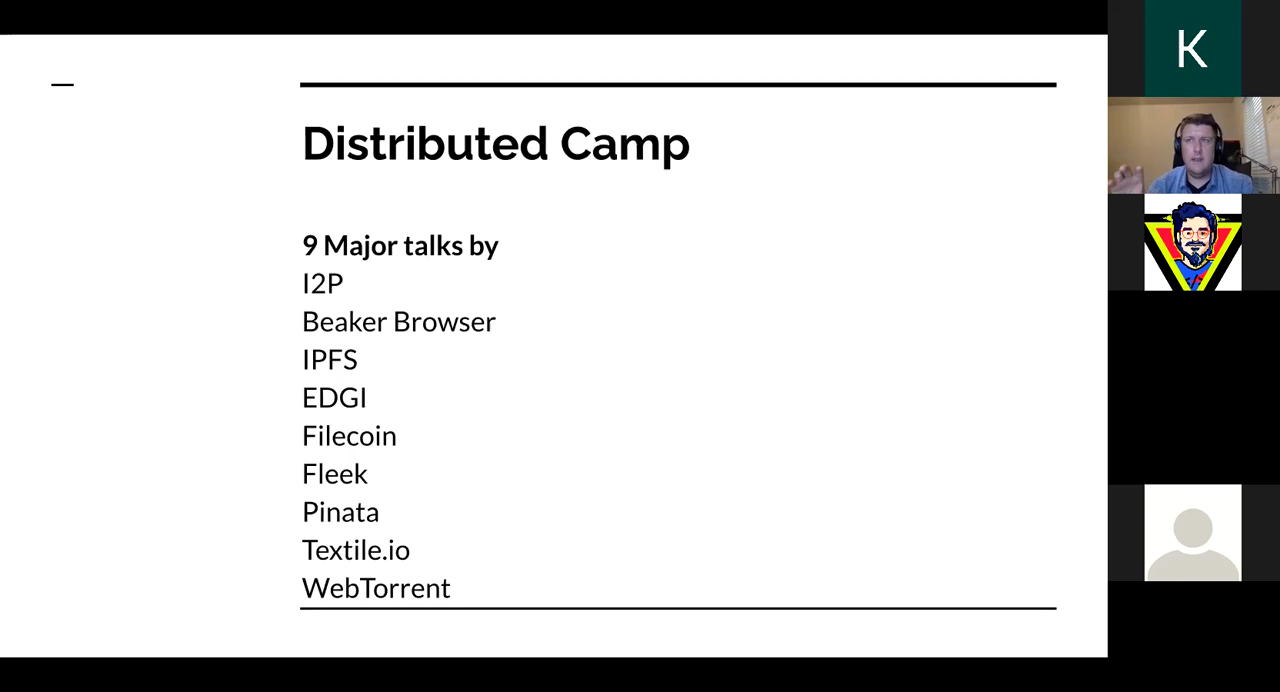 Distributed Camp
9 Major talks by
I2P
Beaker Browser
IPFS
EDGI
Filecoin
Fleek
Pinata
Textile.io
WebTorrent
K